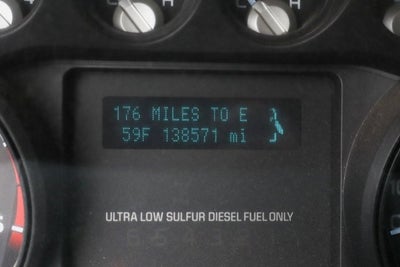 H
H
176 MILES TO E
59F 138571 mi
ULTRA LOW SULFUR DIESEL FUEL ONLY